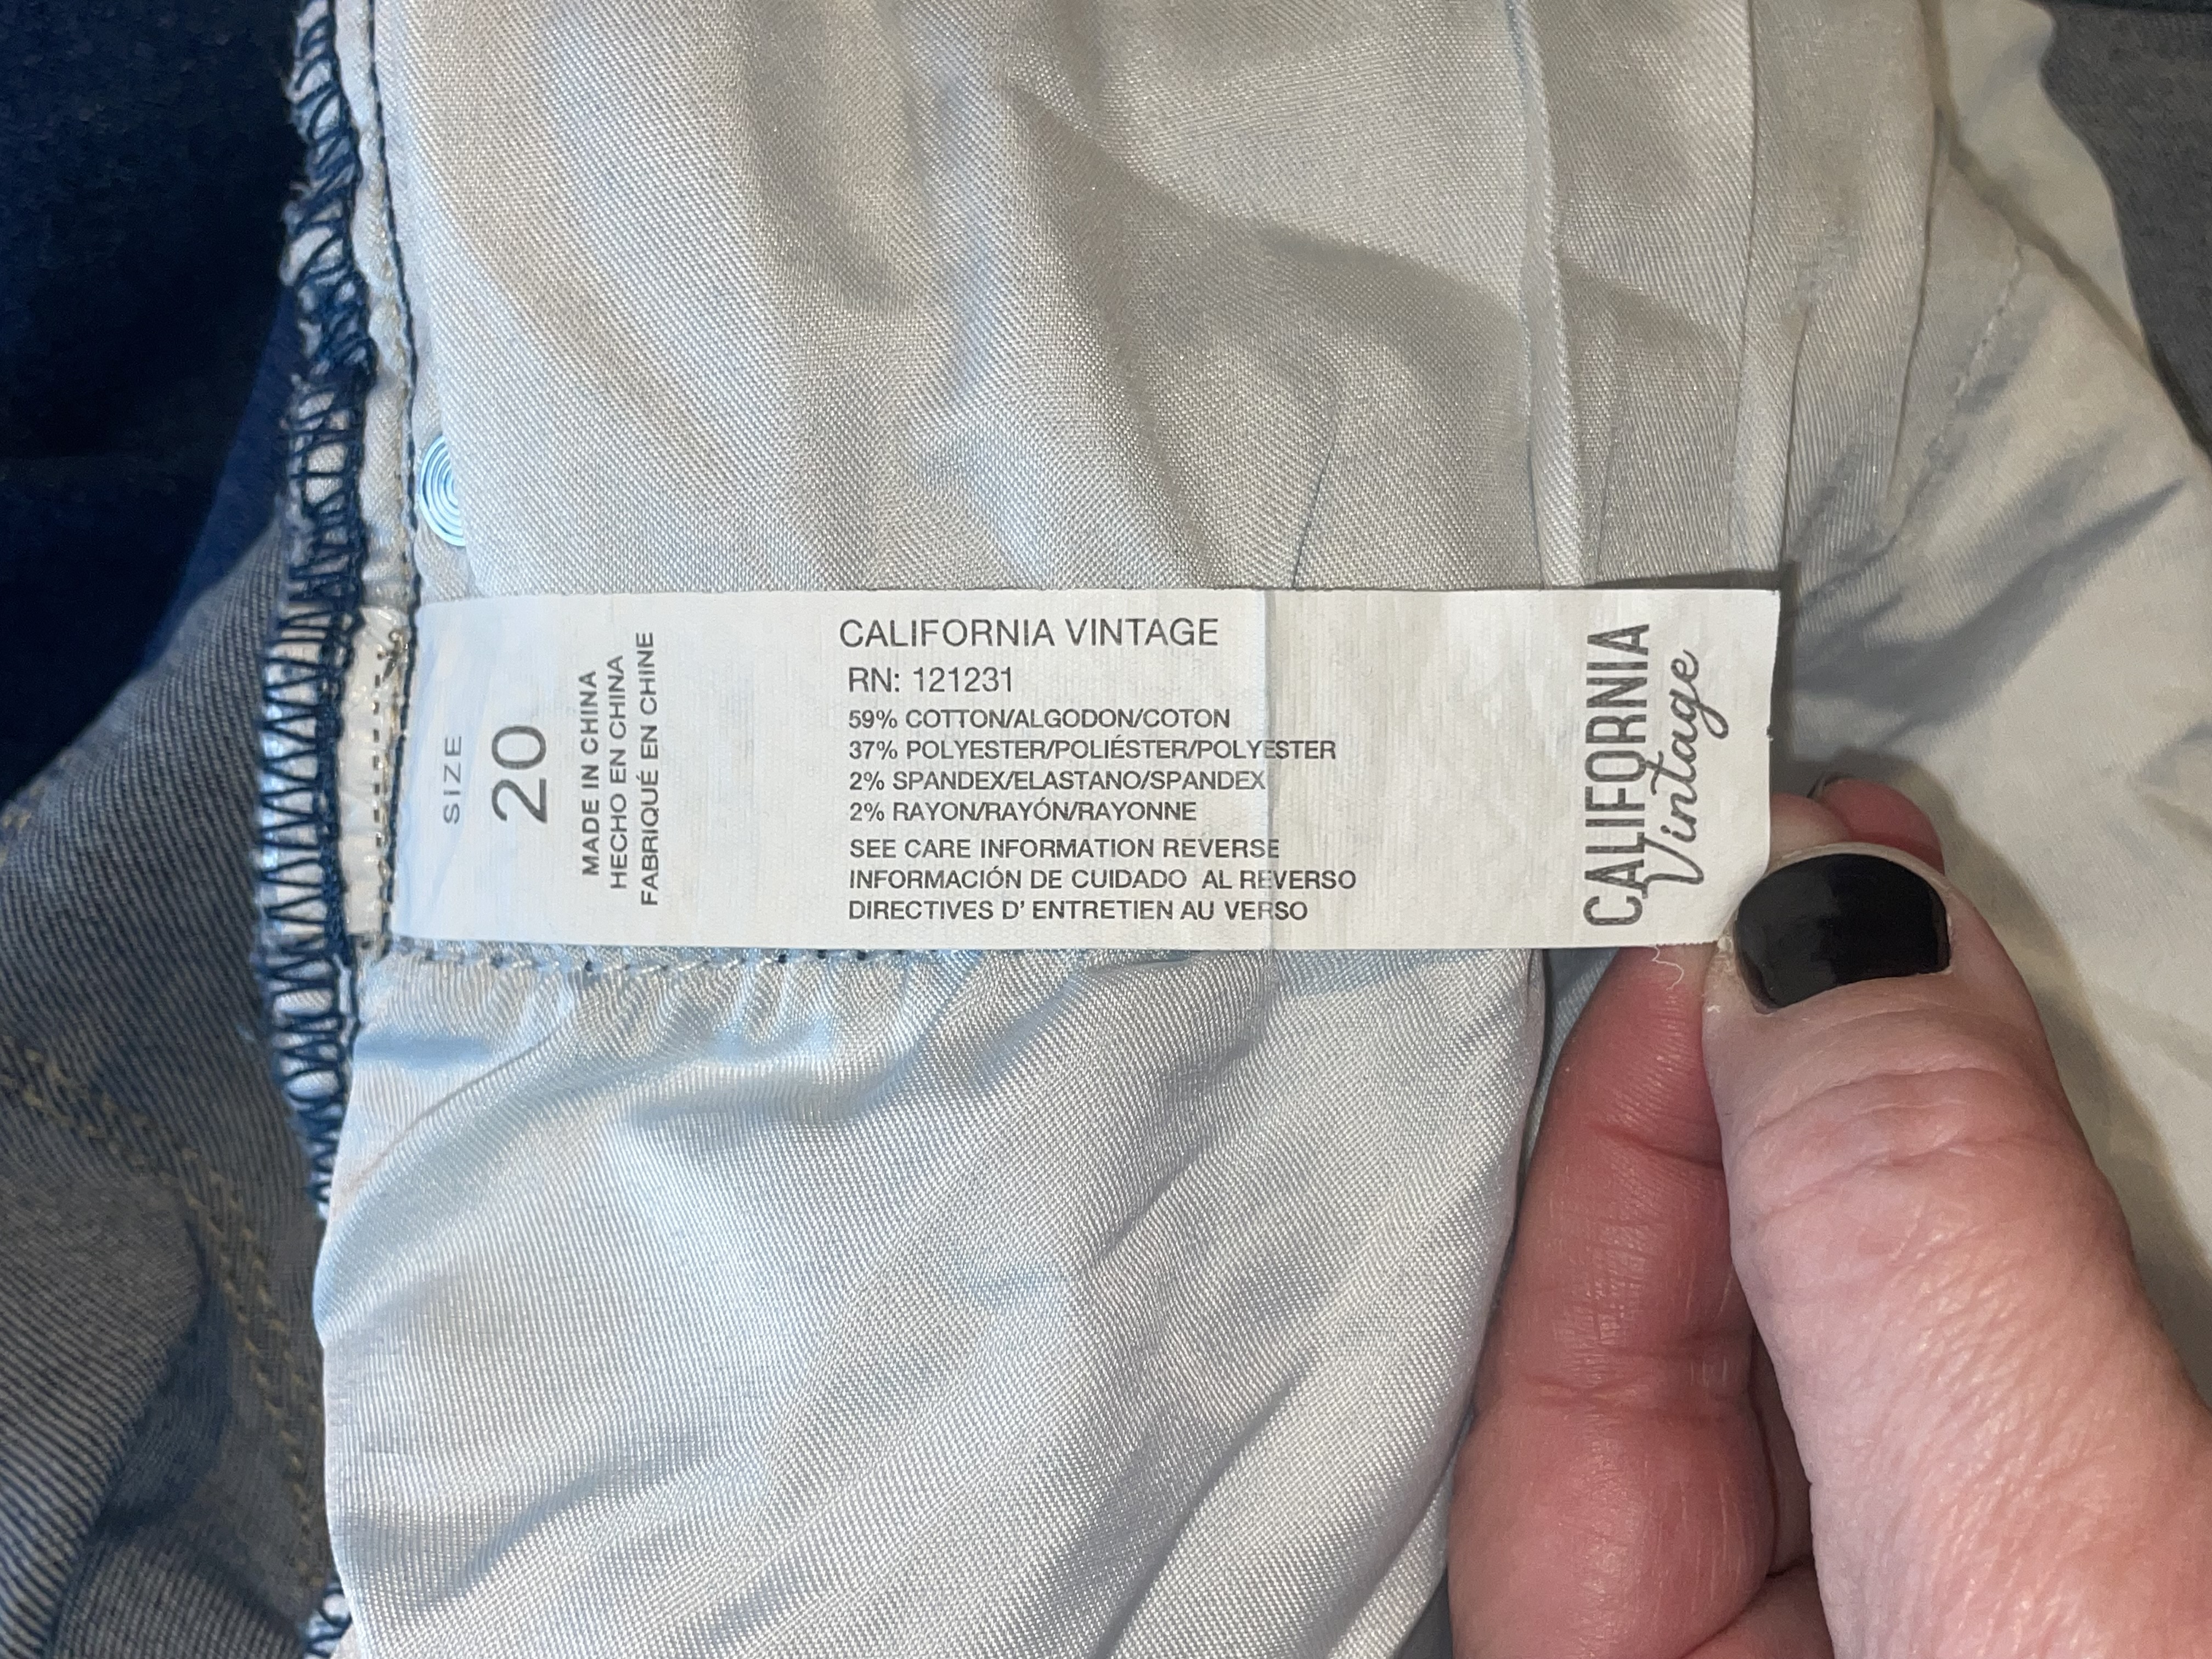 SIZE
20
MADE IN CHINA
HECHO EN CHINA
FABRIQUÉ EN CHINE
CALIFORNIA VINTAGE
RN: 121231
59% COTTON/ALGODON/COTON
37% POLYESTER/POLIÉSTER/POLYESTER
2% SPANDEX/ELASTANO/SPANDEX
2% RAYON/RAYÓN/RAYONNE
SEE CARE INFORMATION REVERSE
INFORMACIÓN DE CUIDADO AL REVERSO
DIRECTIVES D' ENTRETIEN AU VERSO
CALIFORNIA
Vintage